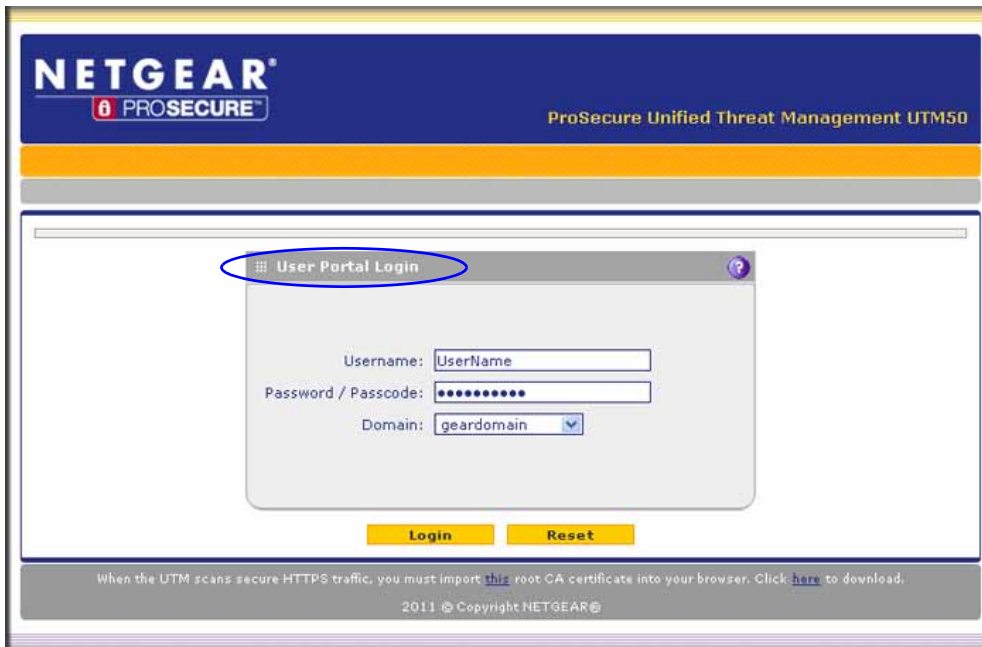 NETGEAR®
PROSECURE™
ProSecure Unified Threat Management UTM50
User Portal Login
?
Username: UserName
Password / Passcode: ••••••••••
Domain: geardomain
Login Reset
When the UTM scans secure HTTPS traffic, you must import this root CA certificate into your browser. Click here to download.
2011 © Copyright NETGEAR®